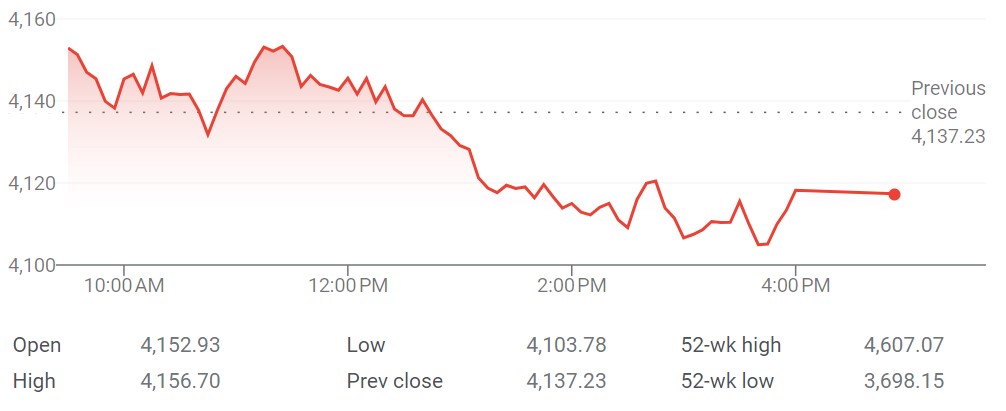 4,160
4,140
4,120
4,100
Previous
close
4,137.23
10:00 AM 12:00 PM 2:00 PM 4:00 PM
Open 4,152.93 Low 4,103.78 52-wk high 4,607.07
High 4,156.70 Prev close 4,137.23 52-wk low 3,698.15